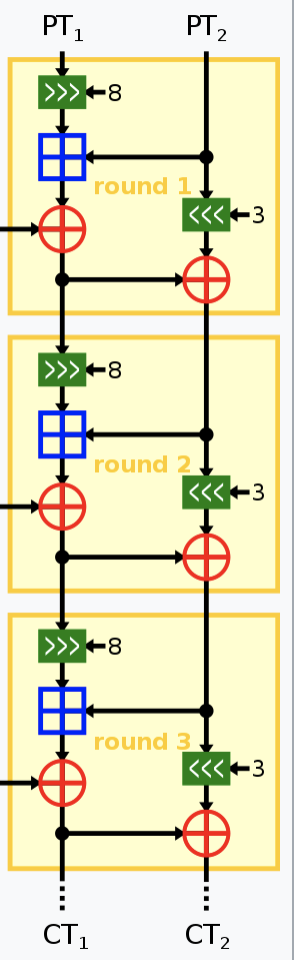 PT₁ PT₂
>>> 8
round 1
<<< 3
>>> 8
round 2
<<< 3
>>> 8
round 3
<<< 3
CT₁ CT₂